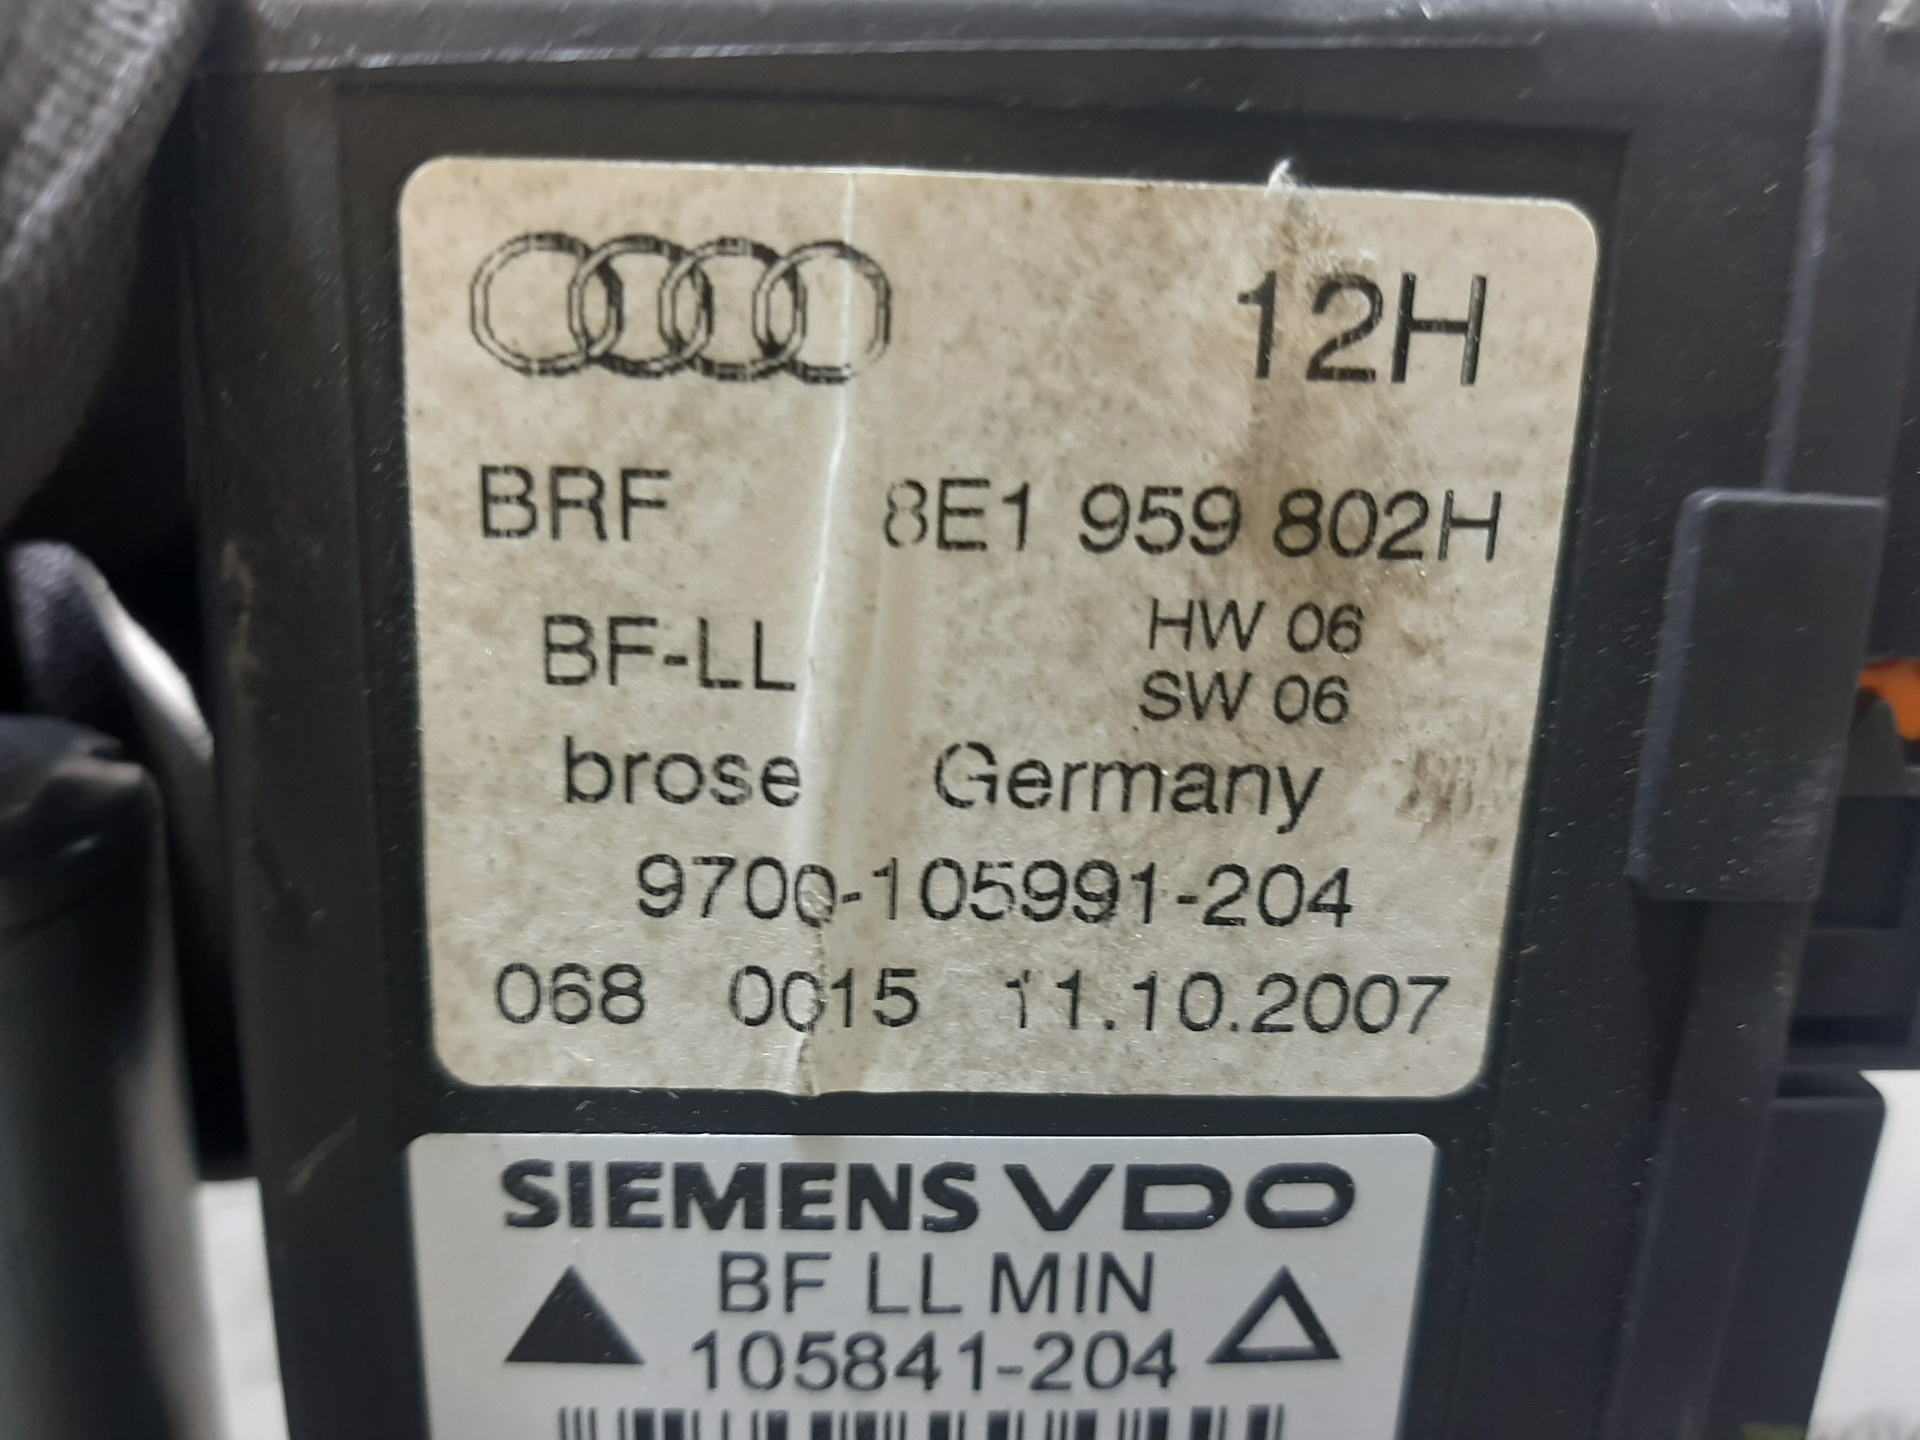 12H
BRF 8E1 959 802H
BF-LL HW 06
SW 06
brose Germany
9700-105991-204
068 0015 11.10.2007
SIEMENS VDO
BF LL MIN
105841-204